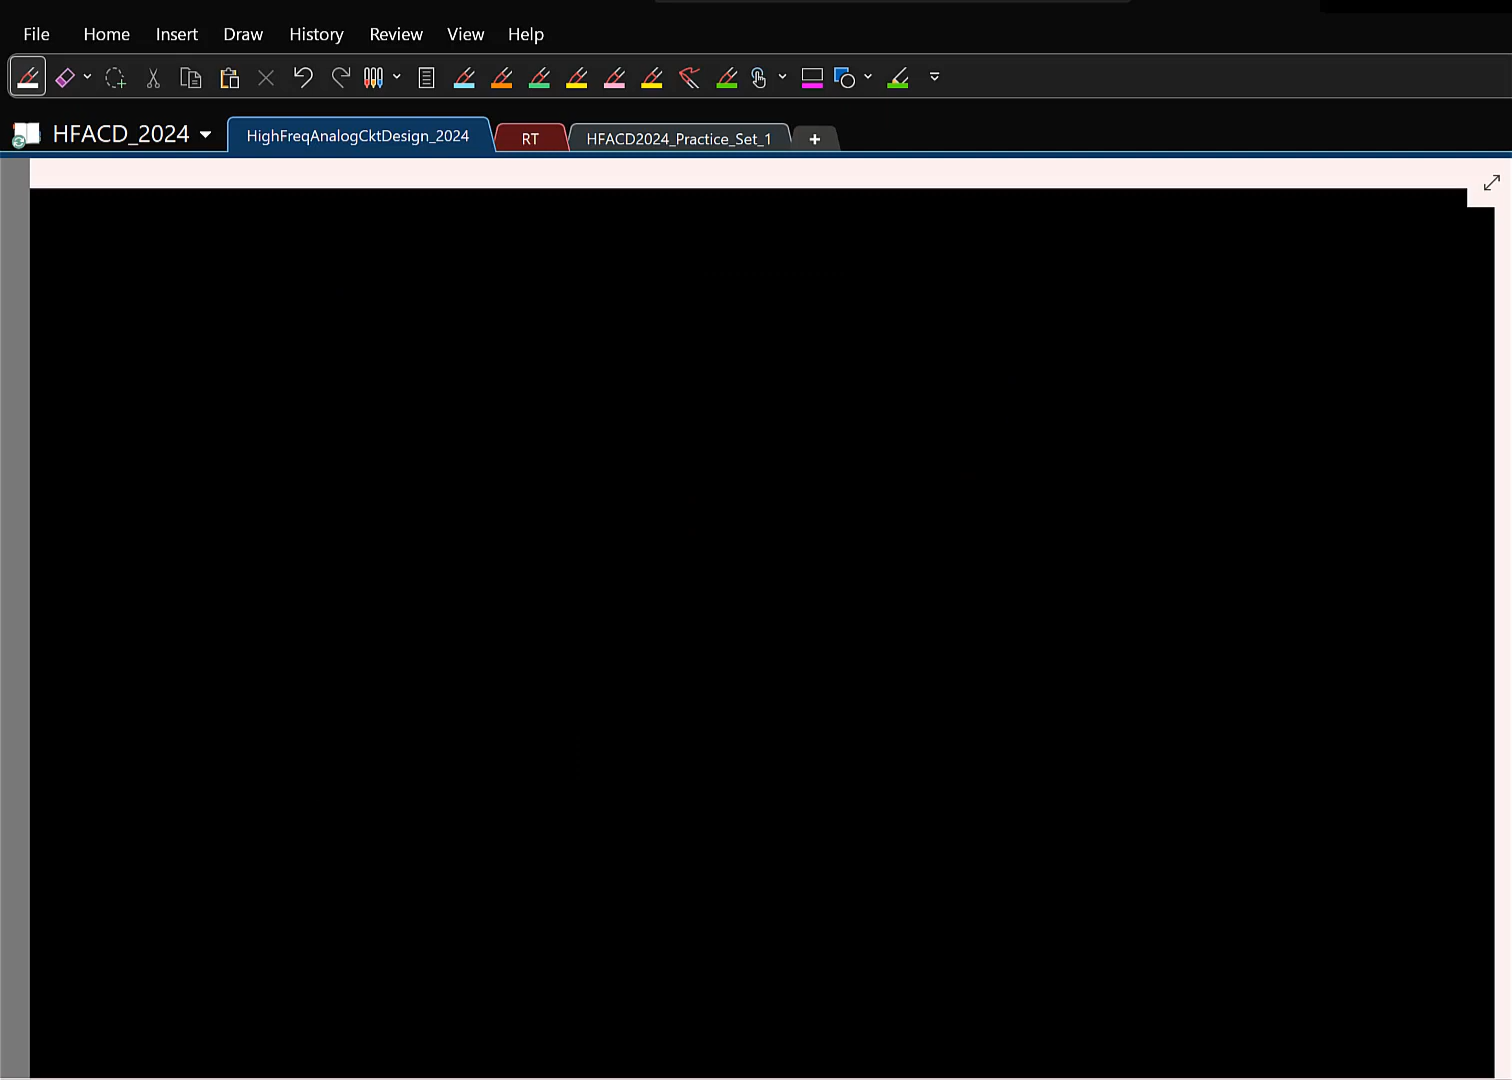 File Home Insert Draw History Review View Help
HFACD_2024 HighFreqAnalogCktDesign_2024 RT HFACD2024_Practice_Set_1 +